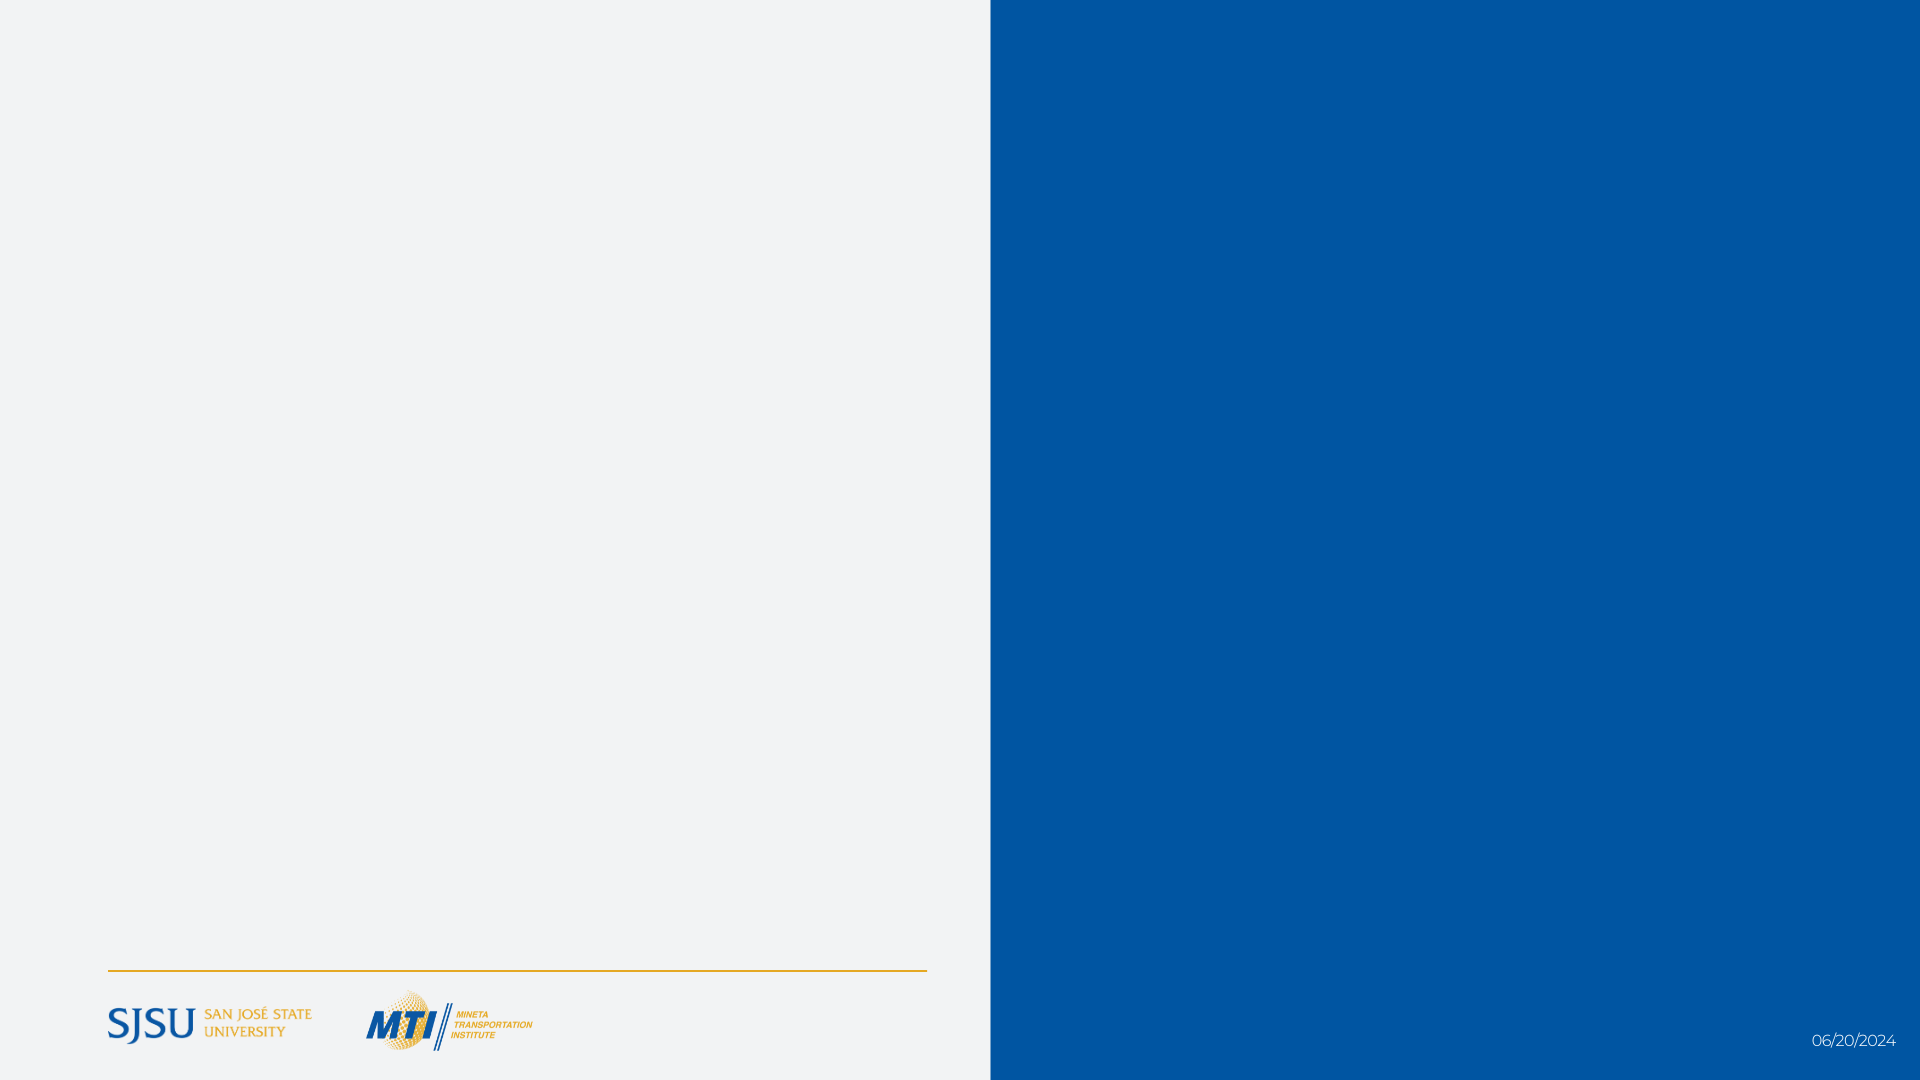 SJSU SAN JOSÉ STATE
UNIVERSITY
MTI MINETA
TRANSPORTATION
INSTITUTE
06/20/2024